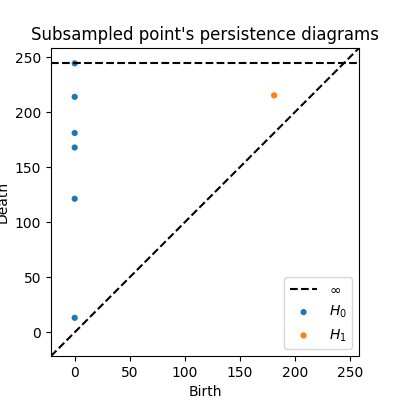 Subsampled point's persistence diagrams
250
200
150
100
50
0
Death
0 50 100 150 200 250
Birth
∞
H₀
H₁